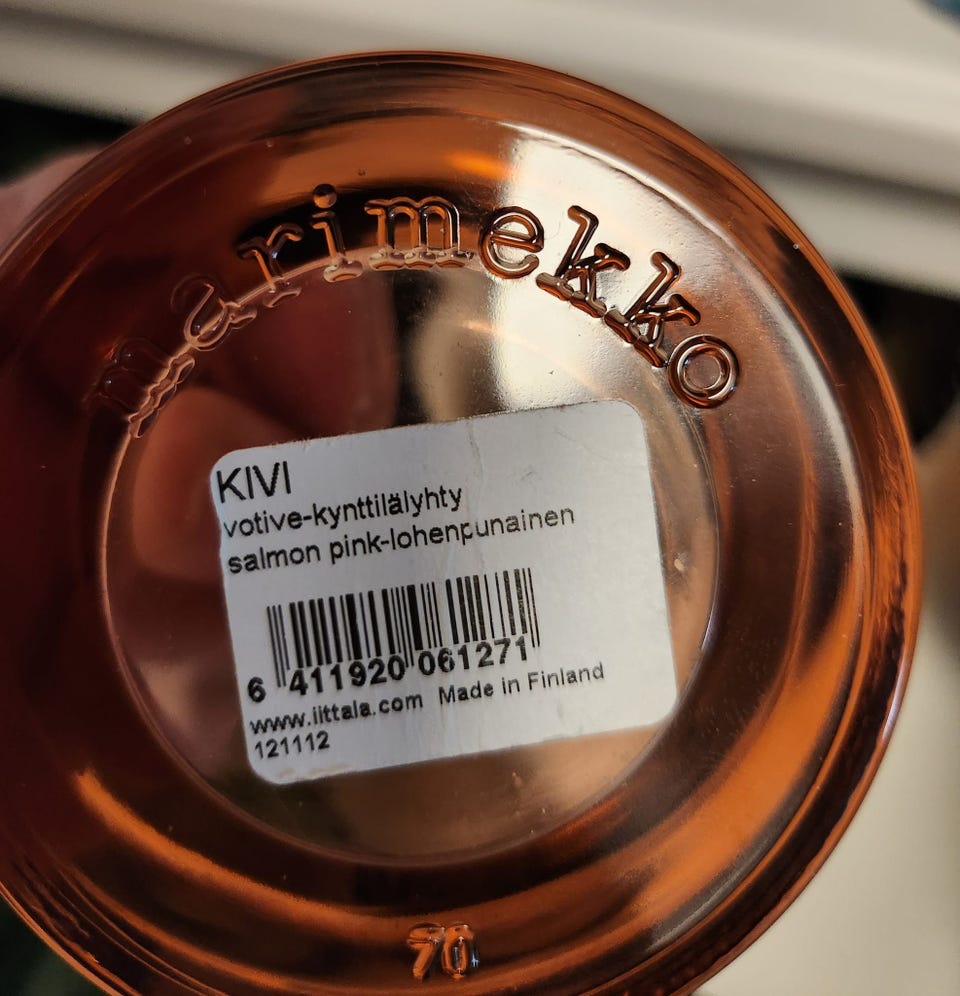 marimekko
KIVI
votive-kynttilälyhty
salmon pink-lohenpunainen
6 411920 061271
www.iittala.com Made in Finland
121112
70